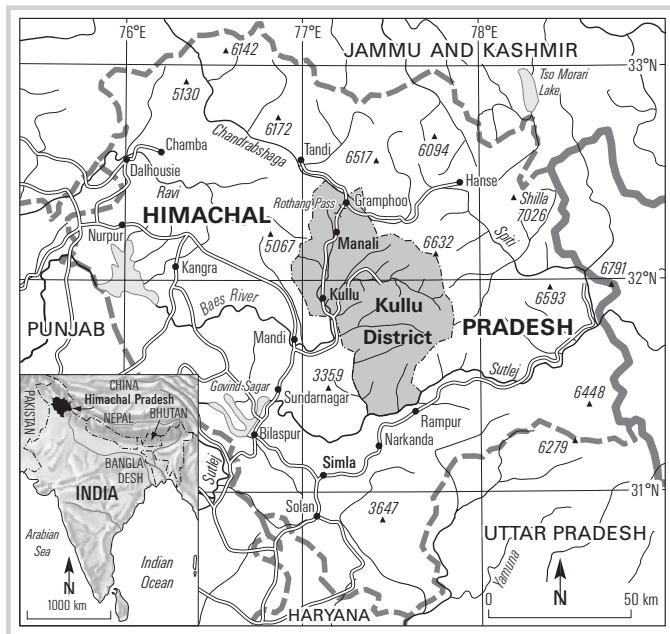 76°E
77°E
78°E
6142
JAMMU AND KASHMIR
33°N
5130
Tso Morari
Lake
6172
Chandrabshaga
6094
Chamba
Tandi
6517
Dalhousie
Hanse
Ravi
Rothang Pass
Gramphoo
Shilla
7026
HIMACHAL
Nurpur
Manali
Spiti
5067
6632
Kangra
32°N
6791
Baes River
Kullu
6593
Kullu
District
PUNJAB
PRADESH
Mandi
Sutlej
CHINA
Himachal Pradesh
Govind Sagar
3359
Sundarnagar
6448
PAKISTAN
NEPAL
BHUTAN
Rampur
Bilaspur
Narkanda
6279
BANGLA
DESH
Sutlej
Simla
INDIA
31°N
Solan
3647
Arabian
Sea
UTTAR PRADESH
Indian
Ocean
Yamuna
N
1000 km
HARYANA
0
N
50 km